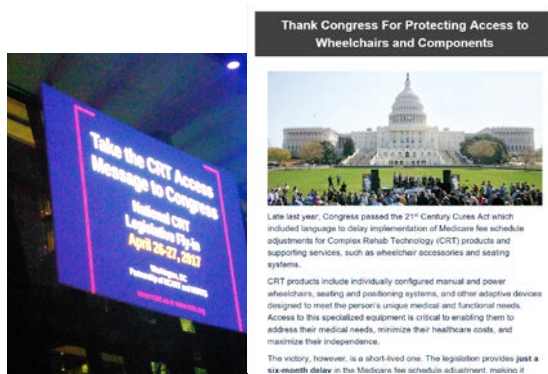 Take the CRT Access
Message to Congress
National CRT
Legislative Fly-in
April 26-27, 2017
Washington, DC
Partnership of NCART and NRRTS
Thank Congress For Protecting Access to
Wheelchairs and Components
Late last year, Congress passed the 21st Century Cures Act which
included language to delay implementation of Medicare fee schedule
adjustments for Complex Rehab Technology (CRT) products and
supporting services, such as wheelchair accessories and seating
systems.
CRT products include individually configured manual and power
wheelchairs, seating and positioning systems, and other adaptive devices
designed to meet the person's unique medical and functional needs.
Access to this specialized equipment is critical to enabling them to
address their medical needs, minimize their healthcare costs, and
maximize their independence.
The victory, however, is a short-lived one. The legislation provides just a
six-month delay in the Medicare fee schedule adjustment, making it